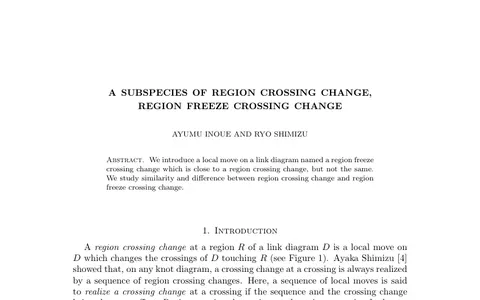 A SUBSPECIES OF REGION CROSSING CHANGE,
REGION FREEZE CROSSING CHANGE
AYUMU INOUE AND RYO SHIMIZU
Abstract. We introduce a local move on a link diagram named a region freeze
crossing change which is close to a region crossing change, but not the same.
We study similarity and difference between region crossing change and region
freeze crossing change.
1. Introduction
A region crossing change at a region R of a link diagram D is a local move on
D which changes the crossings of D touching R (see Figure 1). Ayaka Shimizu [4]
showed that, on any knot diagram, a crossing change at a crossing is always realized
by a sequence of region crossing changes. Here, a sequence of local moves is said
to realize a crossing change at a crossing if the sequence and the crossing change